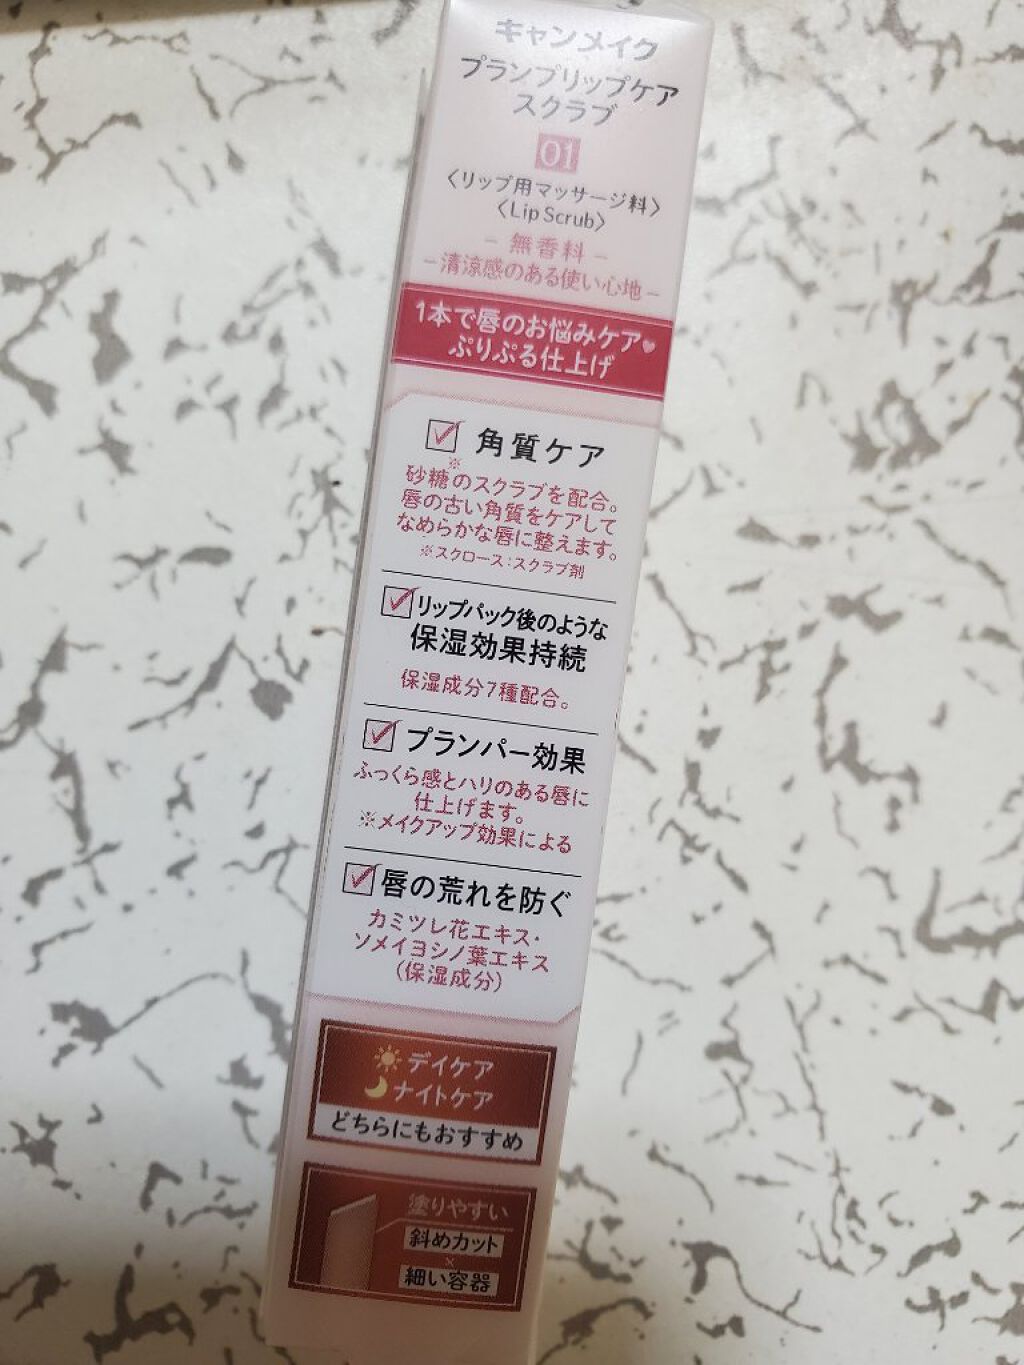 キャンメイク
プランプリップケア
スクラブ
01
〈リップ用マッサージ料〉
〈Lip Scrub〉
- 無香料 -
- 清涼感のある使い心地 -
1本で唇のお悩みケア♥
ぷりぷる仕上げ
角質ケア
砂糖※のスクラブを配合。
唇の古い角質をケアして
なめらかな唇に整えます。
※スクロース:スクラブ剤
リップパック後のような
保湿効果持続
保湿成分7種配合。
プランパー効果
ふっくら感とハリのある唇に
仕上げます。
※メイクアップ効果による
唇の荒れを防ぐ
カミツレ花エキス・
ソメイヨシノ葉エキス
(保湿成分)
デイケア
ナイトケア
どちらにもおすすめ
塗りやすい
斜めカット
×
細い容器